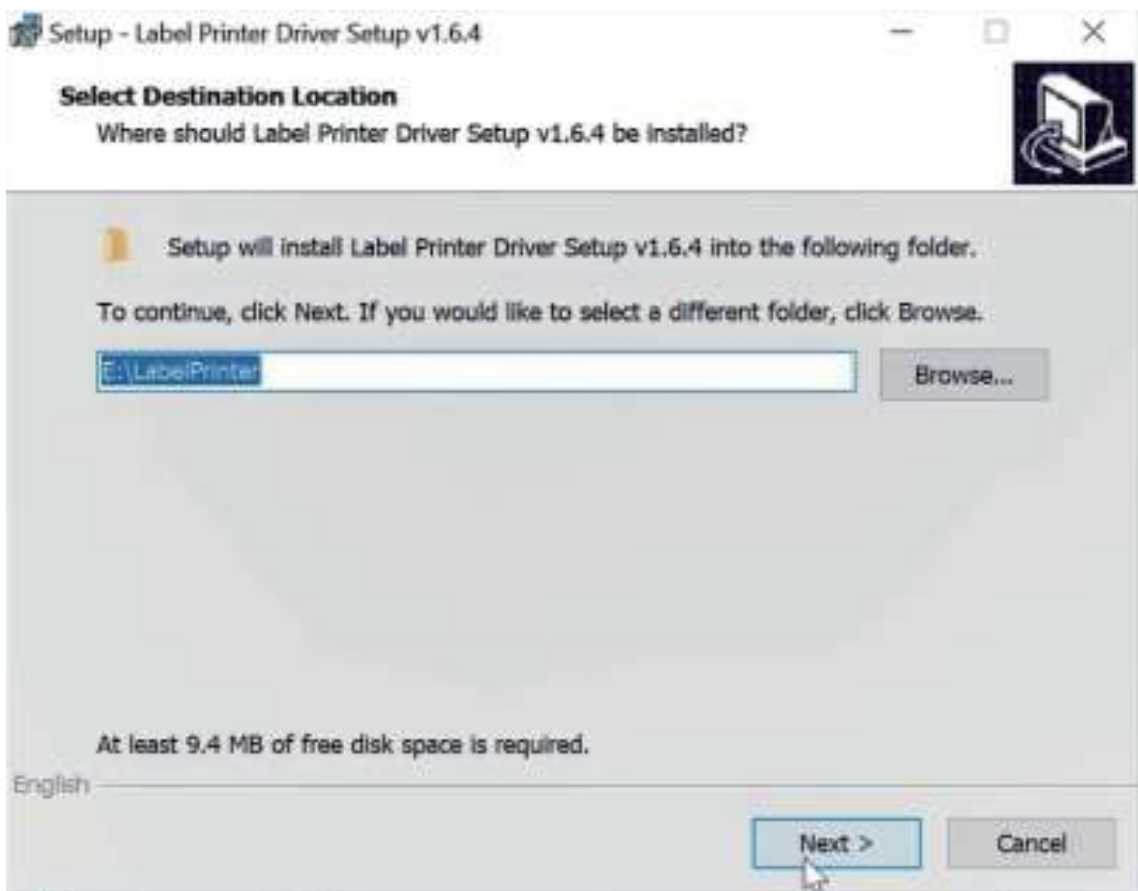 Setup - Label Printer Driver Setup v1.6.4
Select Destination Location
Where should Label Printer Driver Setup v1.6.4 be installed?
Setup will install Label Printer Driver Setup v1.6.4 into the following folder.
To continue, click Next. If you would like to select a different folder, click Browse.
E:\LabelPrinter
Browse...
At least 9.4 MB of free disk space is required.
English
Next >
Cancel